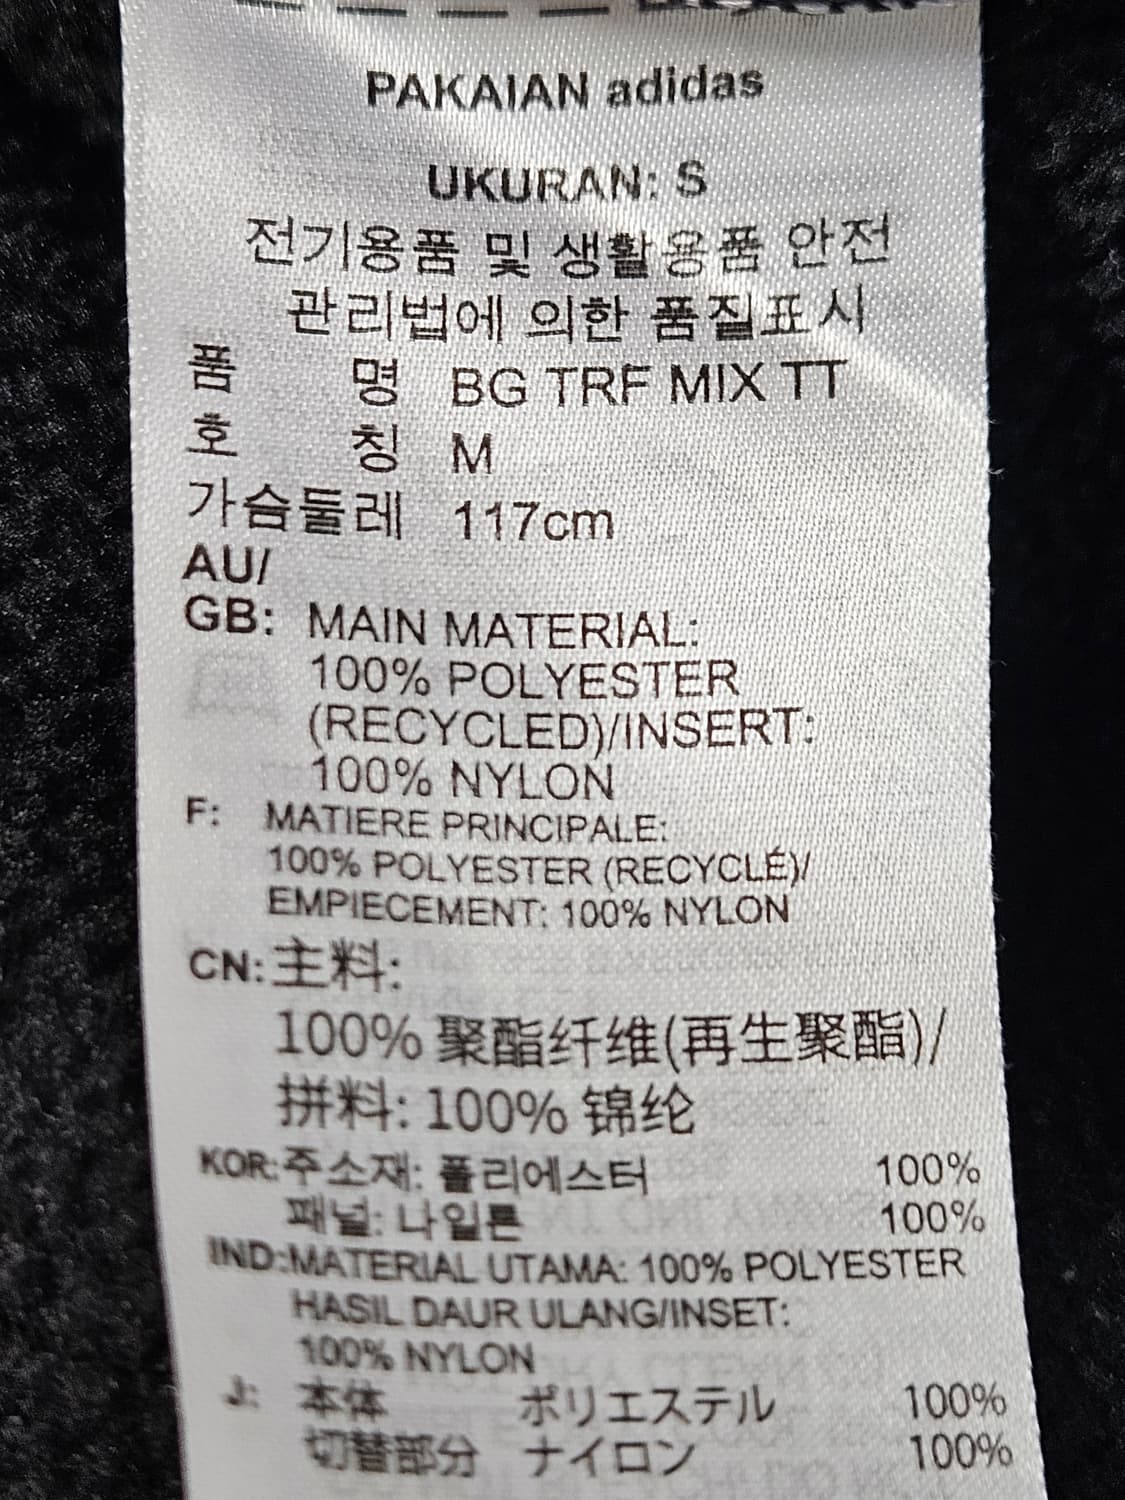 PAKAIAN adidas
UKURAN: S
전기용품 및 생활용품 안전
관리법에 의한 품질표시
품 명 BG TRF MIX TT
호 칭 M
가슴둘레 117cm
AU/
GB: MAIN MATERIAL:
100% POLYESTER
(RECYCLED)/INSERT:
100% NYLON
F: MATIERE PRINCIPALE:
100% POLYESTER (RECYCLÉ)/
EMPIECEMENT: 100% NYLON
CN: 主料:
100% 聚酯纤维(再生聚酯)/
拼料: 100% 锦纶
KOR: 주소재: 폴리에스터 100%
패널: 나일론 100%
IND: MATERIAL UTAMA: 100% POLYESTER
HASIL DAUR ULANG/INSET:
100% NYLON
J: 本体 ポリエステル 100%
切替部分 ナイロン 100%